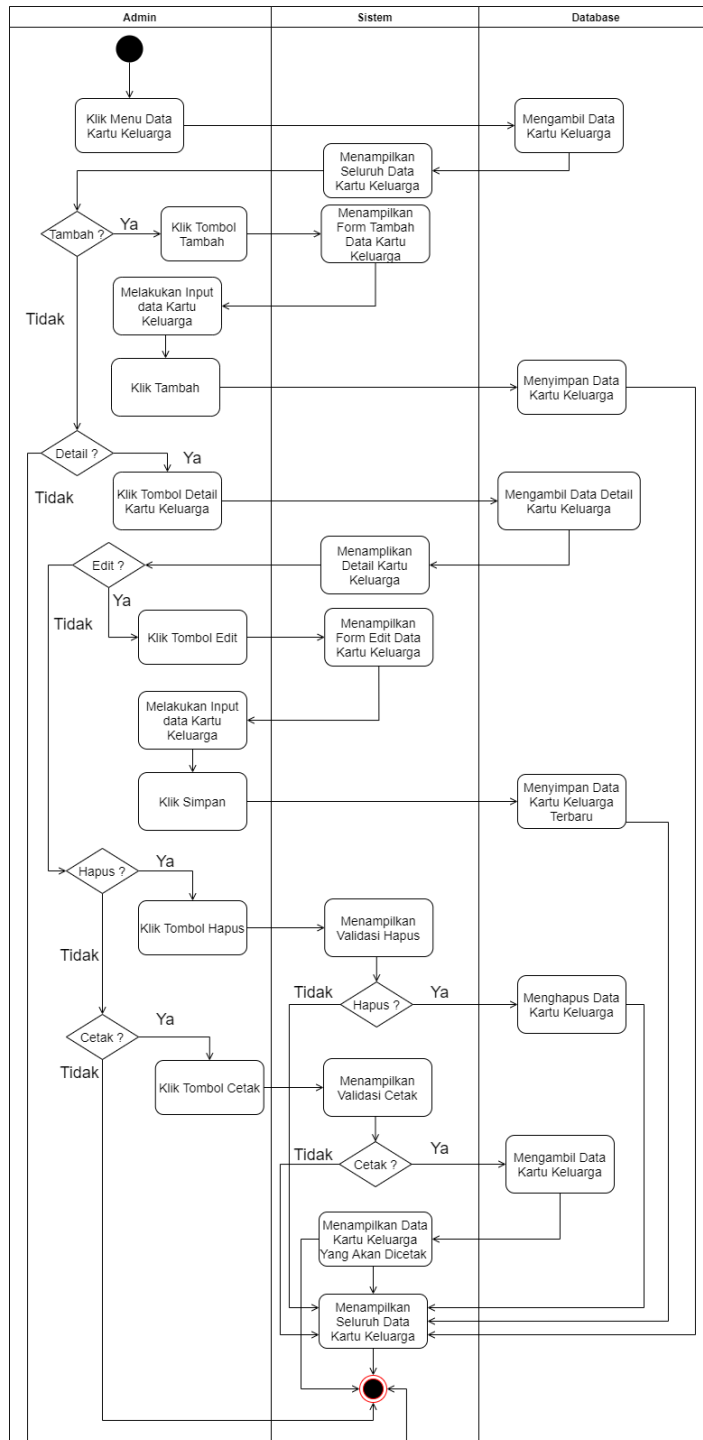 Admin
Sistem
Database
Klik Menu Data
Kartu Keluarga
Mengambil Data
Kartu Keluarga
Menampilkan
Seluruh Data
Kartu Keluarga
Tambah ?
Ya
Klik Tombol
Tambah
Menampilkan
Form Tambah
Data Kartu
Keluarga
Tidak
Melakukan Input
data Kartu
Keluarga
Klik Tambah
Menyimpan Data
Kartu Keluarga
Detail ?
Ya
Tidak
Klik Tombol Detail
Kartu Keluarga
Mengambil Data Detail
Kartu Keluarga
Menamplikan
Detail Kartu
Keluarga
Edit ?
Ya
Tidak
Klik Tombol Edit
Menampilkan
Form Edit Data
Kartu Keluarga
Melakukan Input
data Kartu
Keluarga
Klik Simpan
Menyimpan Data
Kartu Keluarga
Terbaru
Hapus ?
Ya
Klik Tombol Hapus
Menampilkan
Validasi Hapus
Tidak
Tidak
Hapus ?
Ya
Menghapus Data
Kartu Keluarga
Cetak ?
Ya
Tidak
Klik Tombol Cetak
Menampilkan
Validasi Cetak
Tidak
Cetak ?
Ya
Mengambil Data
Kartu Keluarga
Menampilkan Data
Kartu Keluarga
Yang Akan Dicetak
Menampilkan
Seluruh Data
Kartu Keluarga